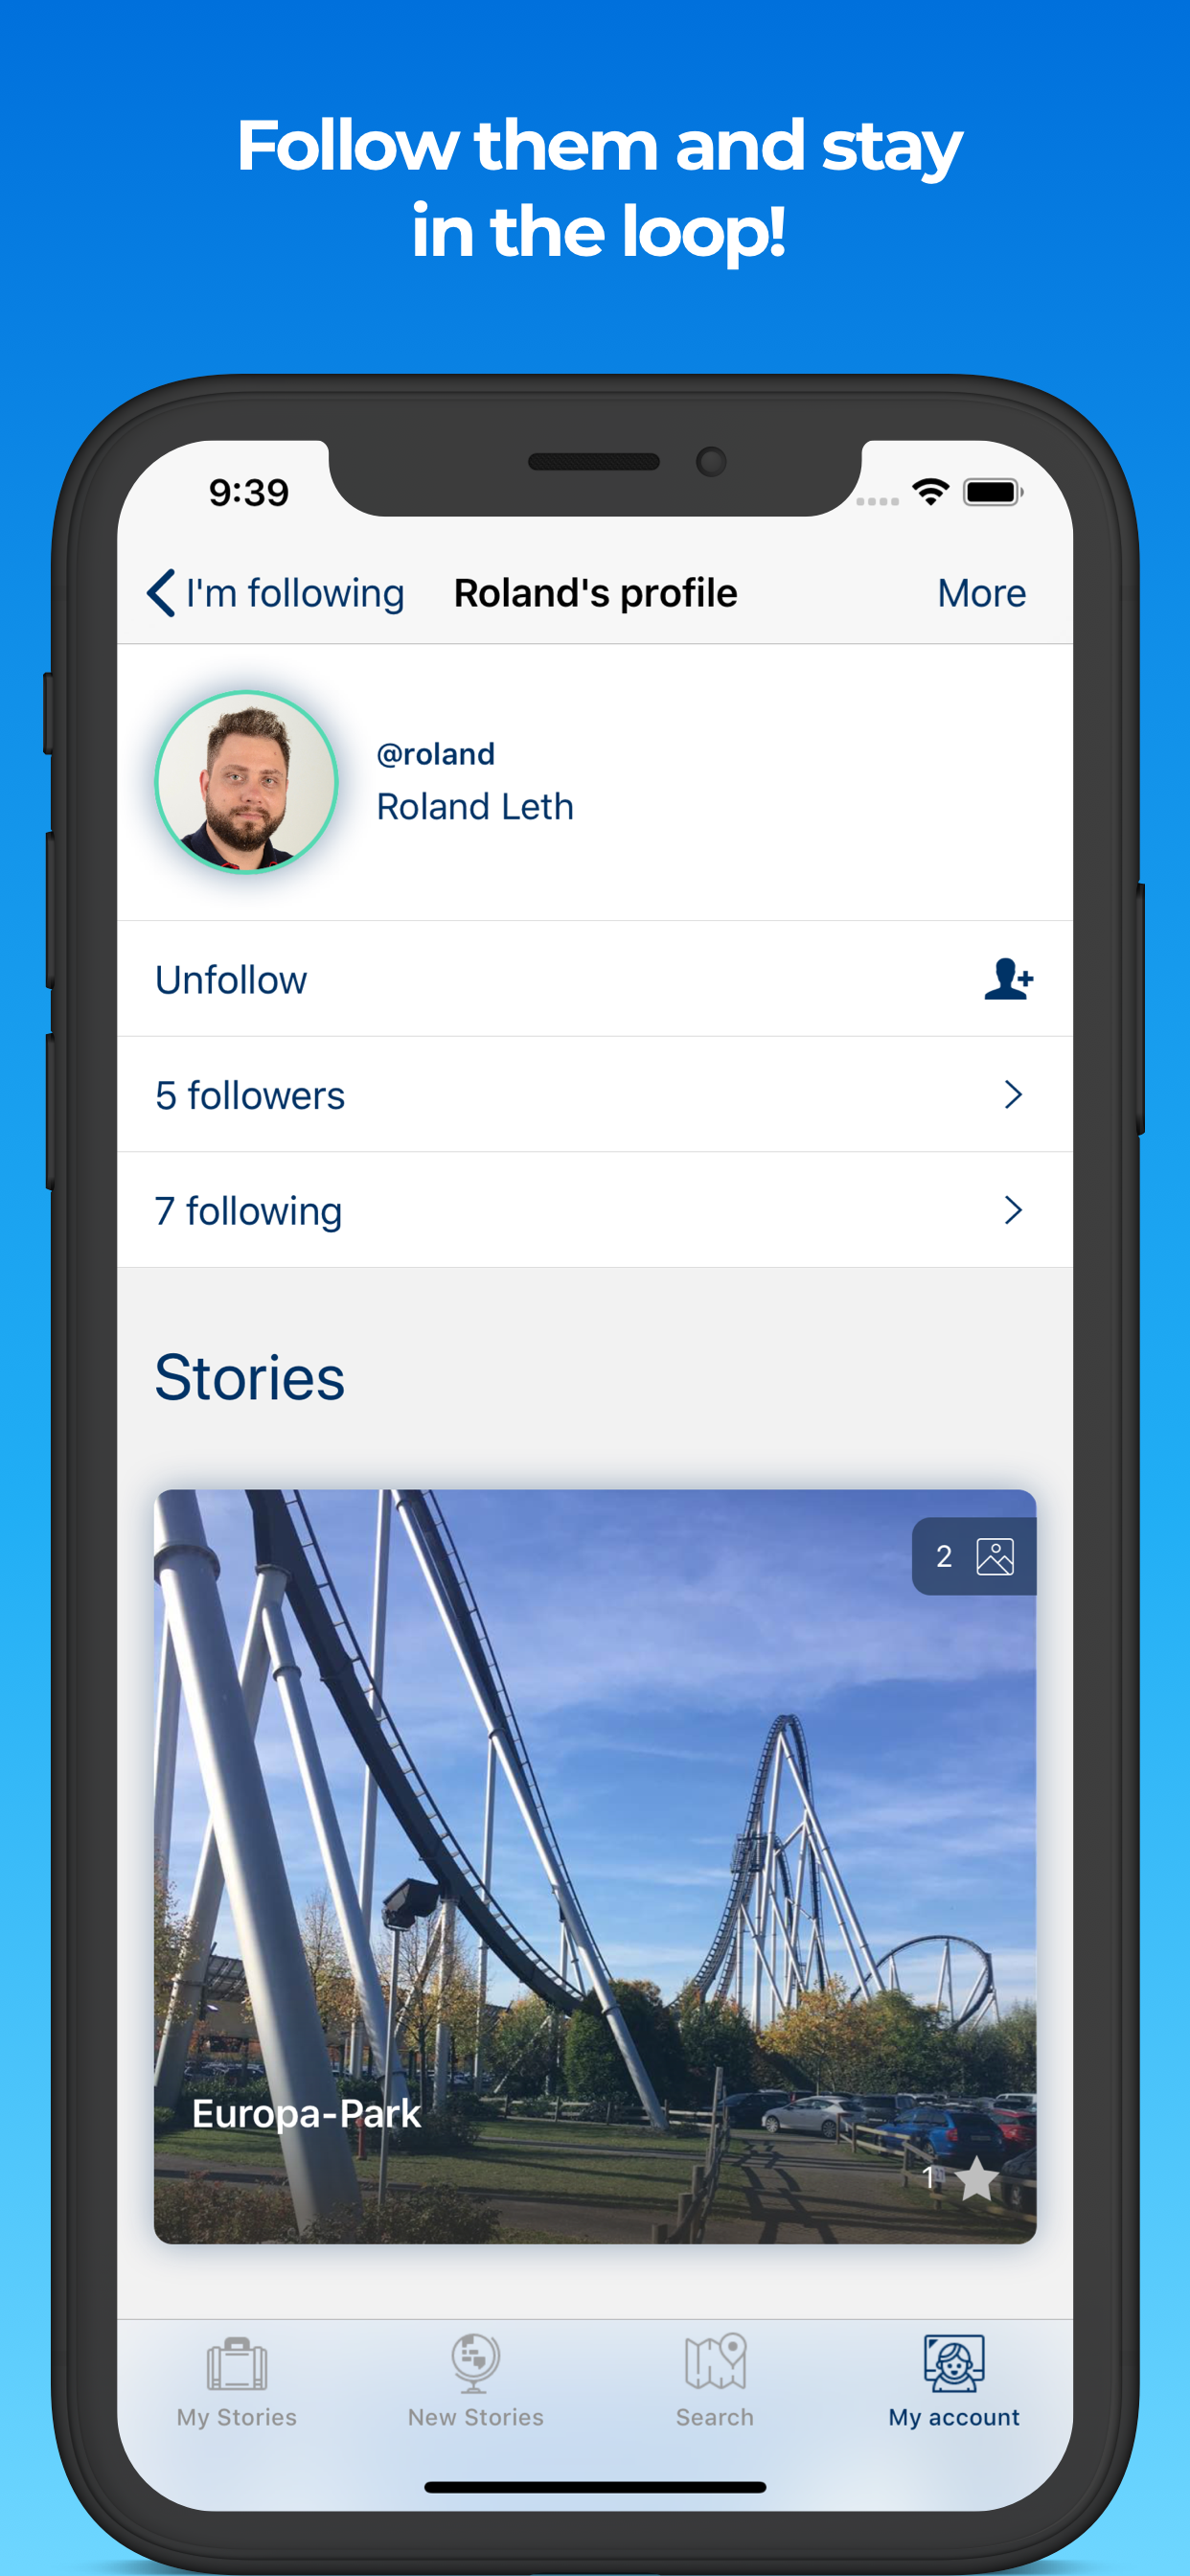 Follow them and stay
in the loop!
9:39
I'm following
Roland's profile
More
@roland
Roland Leth
Unfollow
5 followers
7 following
Stories
2
Europa-Park
1
My Stories
New Stories
Search
My account